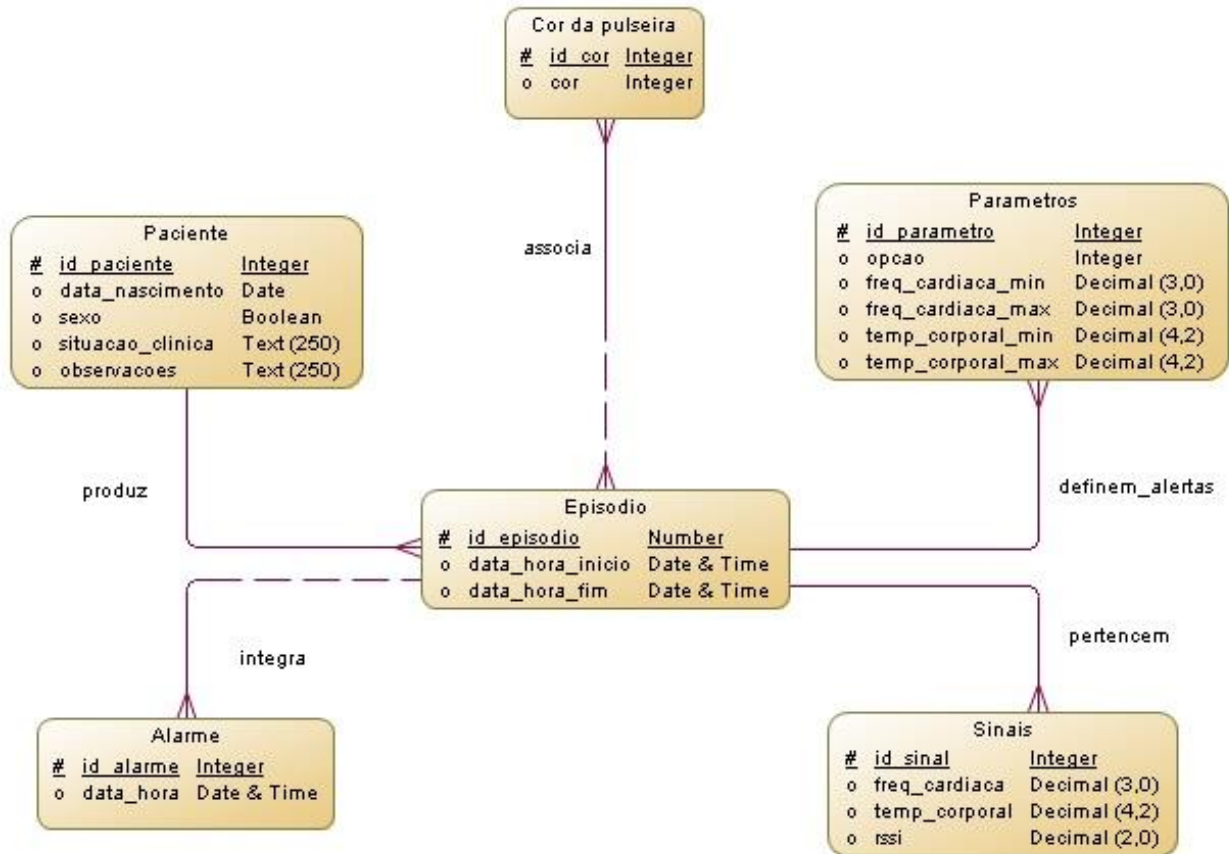 Cor da pulseira
# id_cor Integer
o cor Integer
associa
Paciente
# id_paciente Integer
o data_nascimento Date
o sexo Boolean
o situacao_clinica Text (250)
o observacoes Text (250)
Parametros
# id_parametro Integer
o opcao Integer
o freq_cardiaca_min Decimal (3,0)
o freq_cardiaca_max Decimal (3,0)
o temp_corporal_min Decimal (4,2)
o temp_corporal_max Decimal (4,2)
produz
definem_alertas
Episodio
# id_episodio Number
o data_hora_inicio Date & Time
o data_hora_fim Date & Time
integra
pertencem
Alarme
# id_alarme Integer
o data_hora Date & Time
Sinais
# id_sinal Integer
o freq_cardiaca Decimal (3,0)
o temp_corporal Decimal (4,2)
o rssi Decimal (2,0)